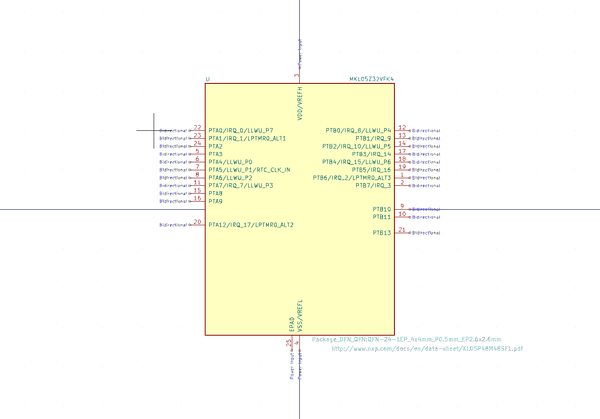 Power Input
3
U
MKL05Z32VFK4
VDD/VREFH
Bidirectional 22 PTA0/IRQ_0/LLWU_P7
Bidirectional 23 PTA1/IRQ_1/LPTMR0_ALT1
Bidirectional 24 PTA2
Bidirectional 5 PTA3
Bidirectional 6 PTA4/LLWU_P0
Bidirectional 7 PTA5/LLWU_P1/RTC_CLK_IN
Bidirectional 8 PTA6/LLWU_P2
Bidirectional 11 PTA7/IRQ_7/LLWU_P3
Bidirectional 15 PTA8
Bidirectional 16 PTA9
Bidirectional 20 PTA12/IRQ_17/LPTMR0_ALT2
PTB0/IRQ_8/LLWU_P4 12 Bidirectional
PTB1/IRQ_9 13 Bidirectional
PTB2/IRQ_10/LLWU_P5 14 Bidirectional
PTB3/IRQ_14 17 Bidirectional
PTB4/IRQ_15/LLWU_P6 18 Bidirectional
PTB5/IRQ_16 19 Bidirectional
PTB6/IRQ_2/LPTMR0_ALT3 1 Bidirectional
PTB7/IRQ_3 2 Bidirectional
PTB10 9 Bidirectional
PTB11 10 Bidirectional
PTB13 21 Bidirectional
EPAD
VSS/VREFL
25
4
Power Input
Power Input
Package_DFN_QFN:QFN-24-1EP_4x4mm_P0.5mm_EP2.6x2.6mm
http://www.nxp.com/docs/en/data-sheet/KL05P48M48SF1.pdf